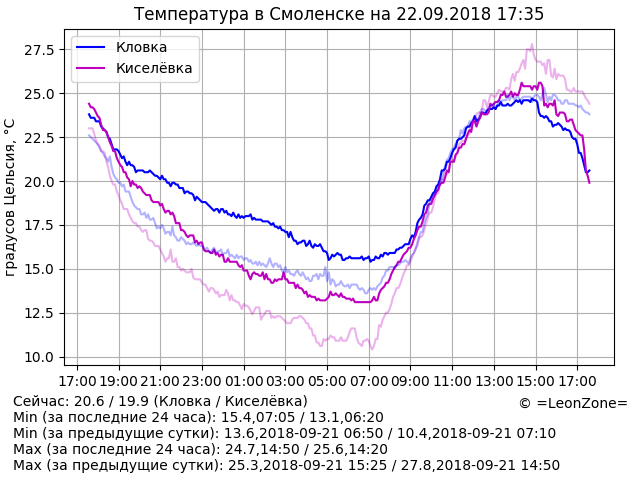 Температура в Смоленске на 22.09.2018 17:35
Кловка
Киселёвка
градусов Цельсия, °C
27.5
25.0
22.5
20.0
17.5
15.0
12.5
10.0
17:00 19:00 21:00 23:00 01:00 03:00 05:00 07:00 09:00 11:00 13:00 15:00 17:00
Сейчас: 20.6 / 19.9 (Кловка / Киселёвка)
© =LeonZone=
Min (за последние 24 часа): 15.4,07:05 / 13.1,06:20
Min (за предыдущие сутки): 13.6,2018-09-21 06:50 / 10.4,2018-09-21 07:10
Max (за последние 24 часа): 24.7,14:50 / 25.6,14:20
Max (за предыдущие сутки): 25.3,2018-09-21 15:25 / 27.8,2018-09-21 14:50